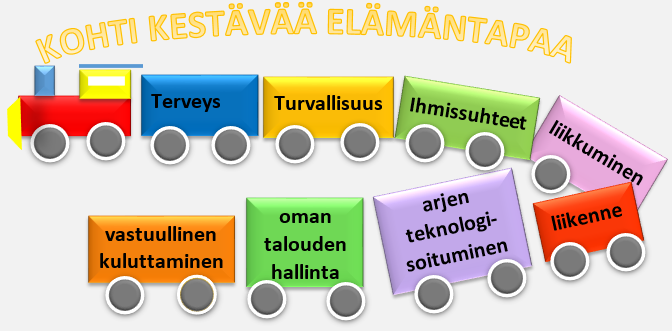 KOHTI KESTÄVÄÄ ELÄMÄNTAPAA
Terveys
Turvallisuus
Ihmissuhteet
liikkuminen
liikenne
arjen
teknologi-
soituminen
oman
talouden
hallinta
vastuullinen
kuluttaminen